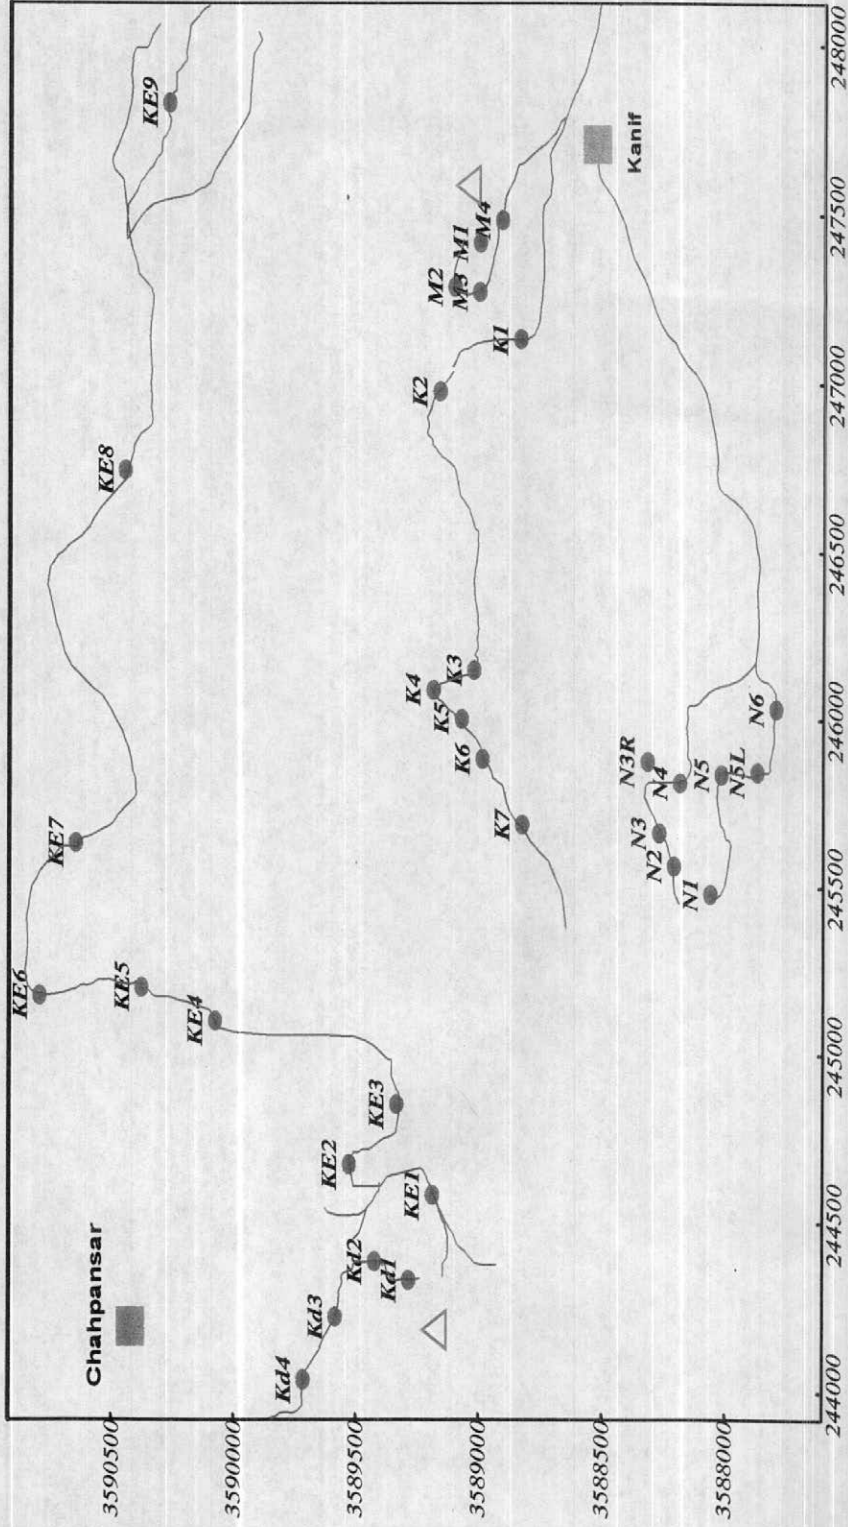 Chahpansar
KE6
KE7
KE8
KE9
KE5
KE4
KE3
KE2
KE1
Kd4
Kd3
Kd2
Kd1
K7
K6
K5
K4
K3
K2
K1
M2
M3
M1
M4
Kanif
N1
N2
N3
N3R
N4
N5
N5L
N6
3590500
3590000
3589500
3589000
3588500
3588000
244000
244500
245000
245500
246000
246500
247000
247500
248000